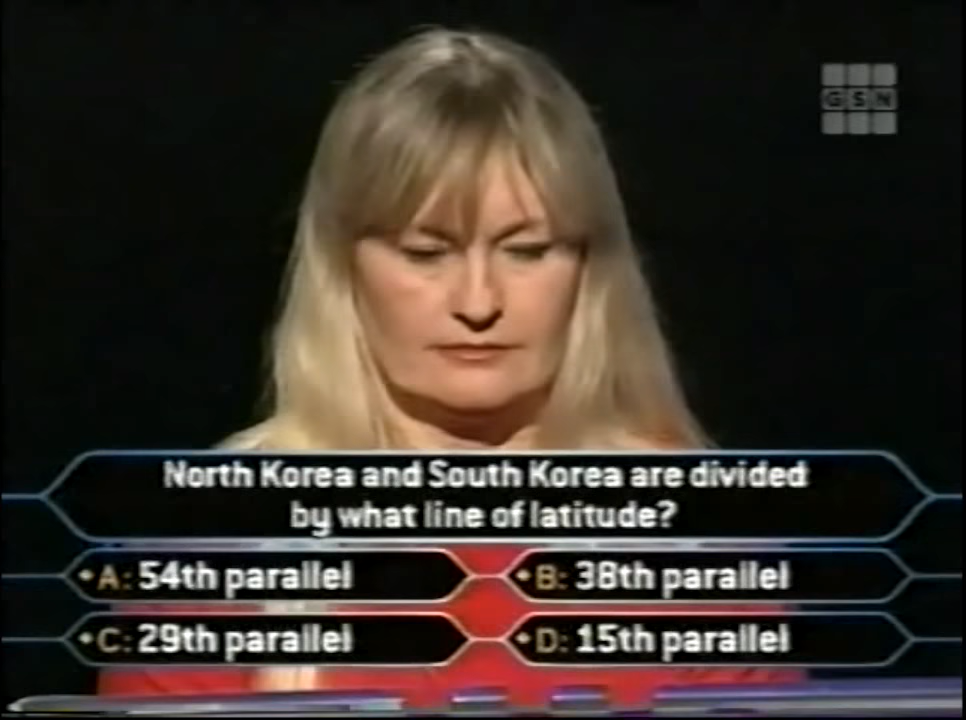 GSN
North Korea and South Korea are divided
by what line of latitude?
A: 54th parallel
B: 38th parallel
C: 29th parallel
D: 15th parallel